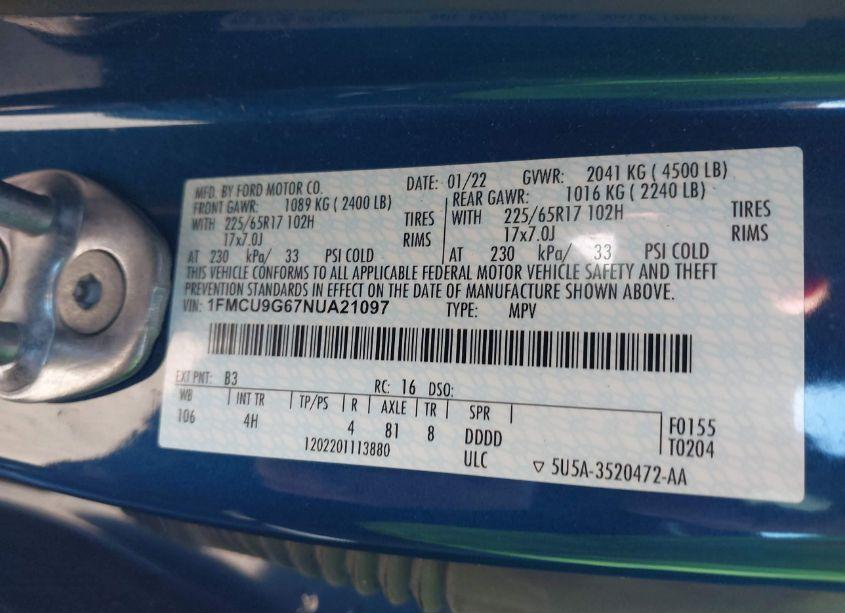 MFD. BY FORD MOTOR CO. DATE: 01/22 GVWR: 2041 KG ( 4500 LB)
FRONT GAWR: 1089 KG ( 2400 LB) REAR GAWR: 1016 KG ( 2240 LB)
WITH 225/65R17 102H TIRES WITH 225/65R17 102H TIRES
17x7.0J RIMS 17x7.0J RIMS
AT 230 kPa/ 33 PSI COLD AT 230 kPa/ 33 PSI COLD
THIS VEHICLE CONFORMS TO ALL APPLICABLE FEDERAL MOTOR VEHICLE SAFETY AND THEFT
PREVENTION STANDARDS IN EFFECT ON THE DATE OF MANUFACTURE SHOWN ABOVE.
VIN: 1FMCU9G67NUA21097 TYPE: MPV
EXT PNT: B3 RC: 16 DSO:
WB INT TR TP/PS R AXLE TR SPR
106 4H 4 81 8 DDDD F0155
1202201113880 ULC T0204
▽ 5U5A-3520472-AA